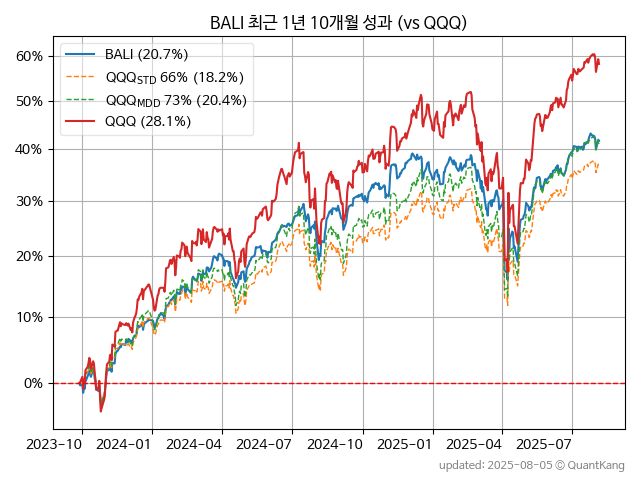 BALI 최근 1년 10개월 성과 (vs QQQ)
BALI (20.7%)
QQQSTD 66% (18.2%)
QQQMDD 73% (20.4%)
QQQ (28.1%)
60%
50%
40%
30%
20%
10%
0%
2023-10 2024-01 2024-04 2024-07 2024-10 2025-01 2025-04 2025-07
updated: 2025-08-05 © QuantKang